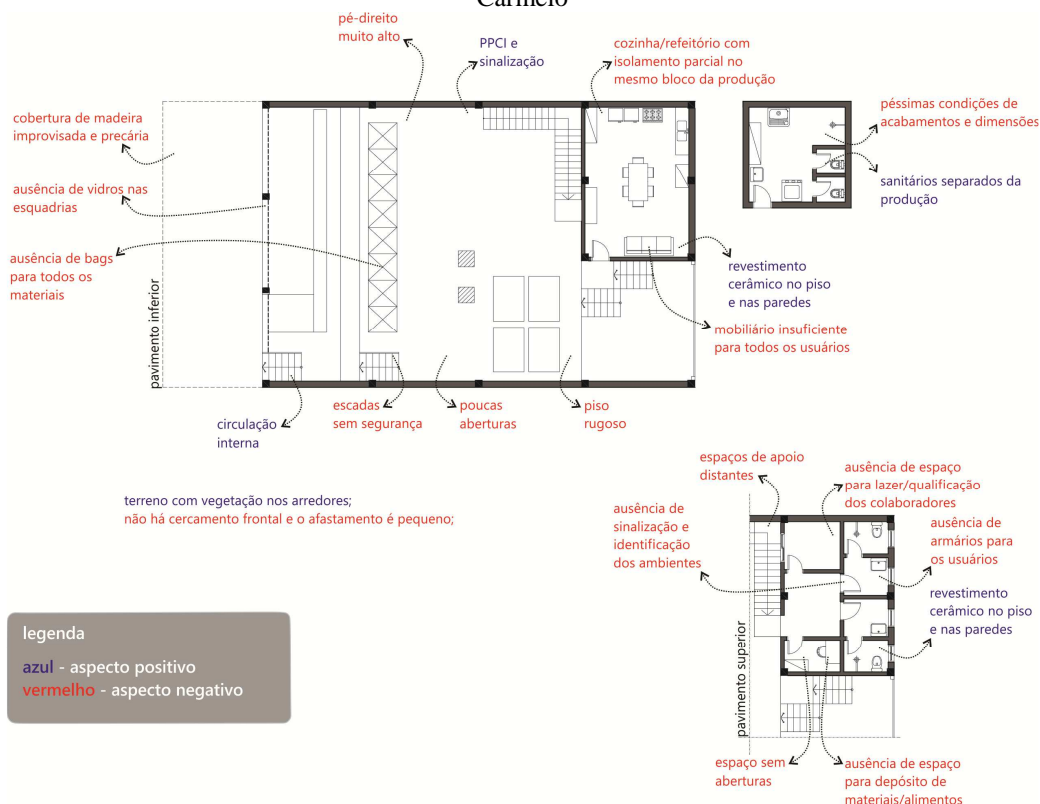 Carmelo
pé-direito
muito alto
PPCI e
sinalização
cozinha/refeitório com
isolamento parcial no
mesmo bloco da produção
péssimas condições de
acabamentos e dimensões
cobertura de madeira
improvisada e precária
sanitários separados da
produção
ausência de vidros nas
esquadrias
ausência de bags
para todos os
materiais
revestimento
cerâmico no piso
e nas paredes
mobiliário insuficiente
para todos os usuários
pavimento inferior
circulação
interna
escadas
sem segurança
poucas
aberturas
piso
rugoso
terreno com vegetação nos arredores;
não há cercamento frontal e o afastamento é pequeno;
espaços de apoio
distantes
ausência de espaço
para lazer/qualificação
dos colaboradores
ausência de
sinalização e
identificação
dos ambientes
ausência de
armários para
os usuários
revestimento
cerâmico no piso
e nas paredes
pavimento superior
espaço sem
aberturas
ausência de espaço
para depósito de
materiais/alimentos
legenda
azul - aspecto positivo
vermelho - aspecto negativo